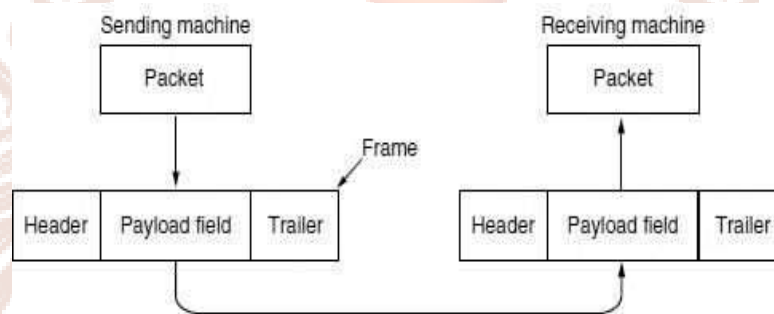 Sending machine
Receiving machine
Packet
Packet
Frame
Header Payload field Trailer
Header Payload field Trailer